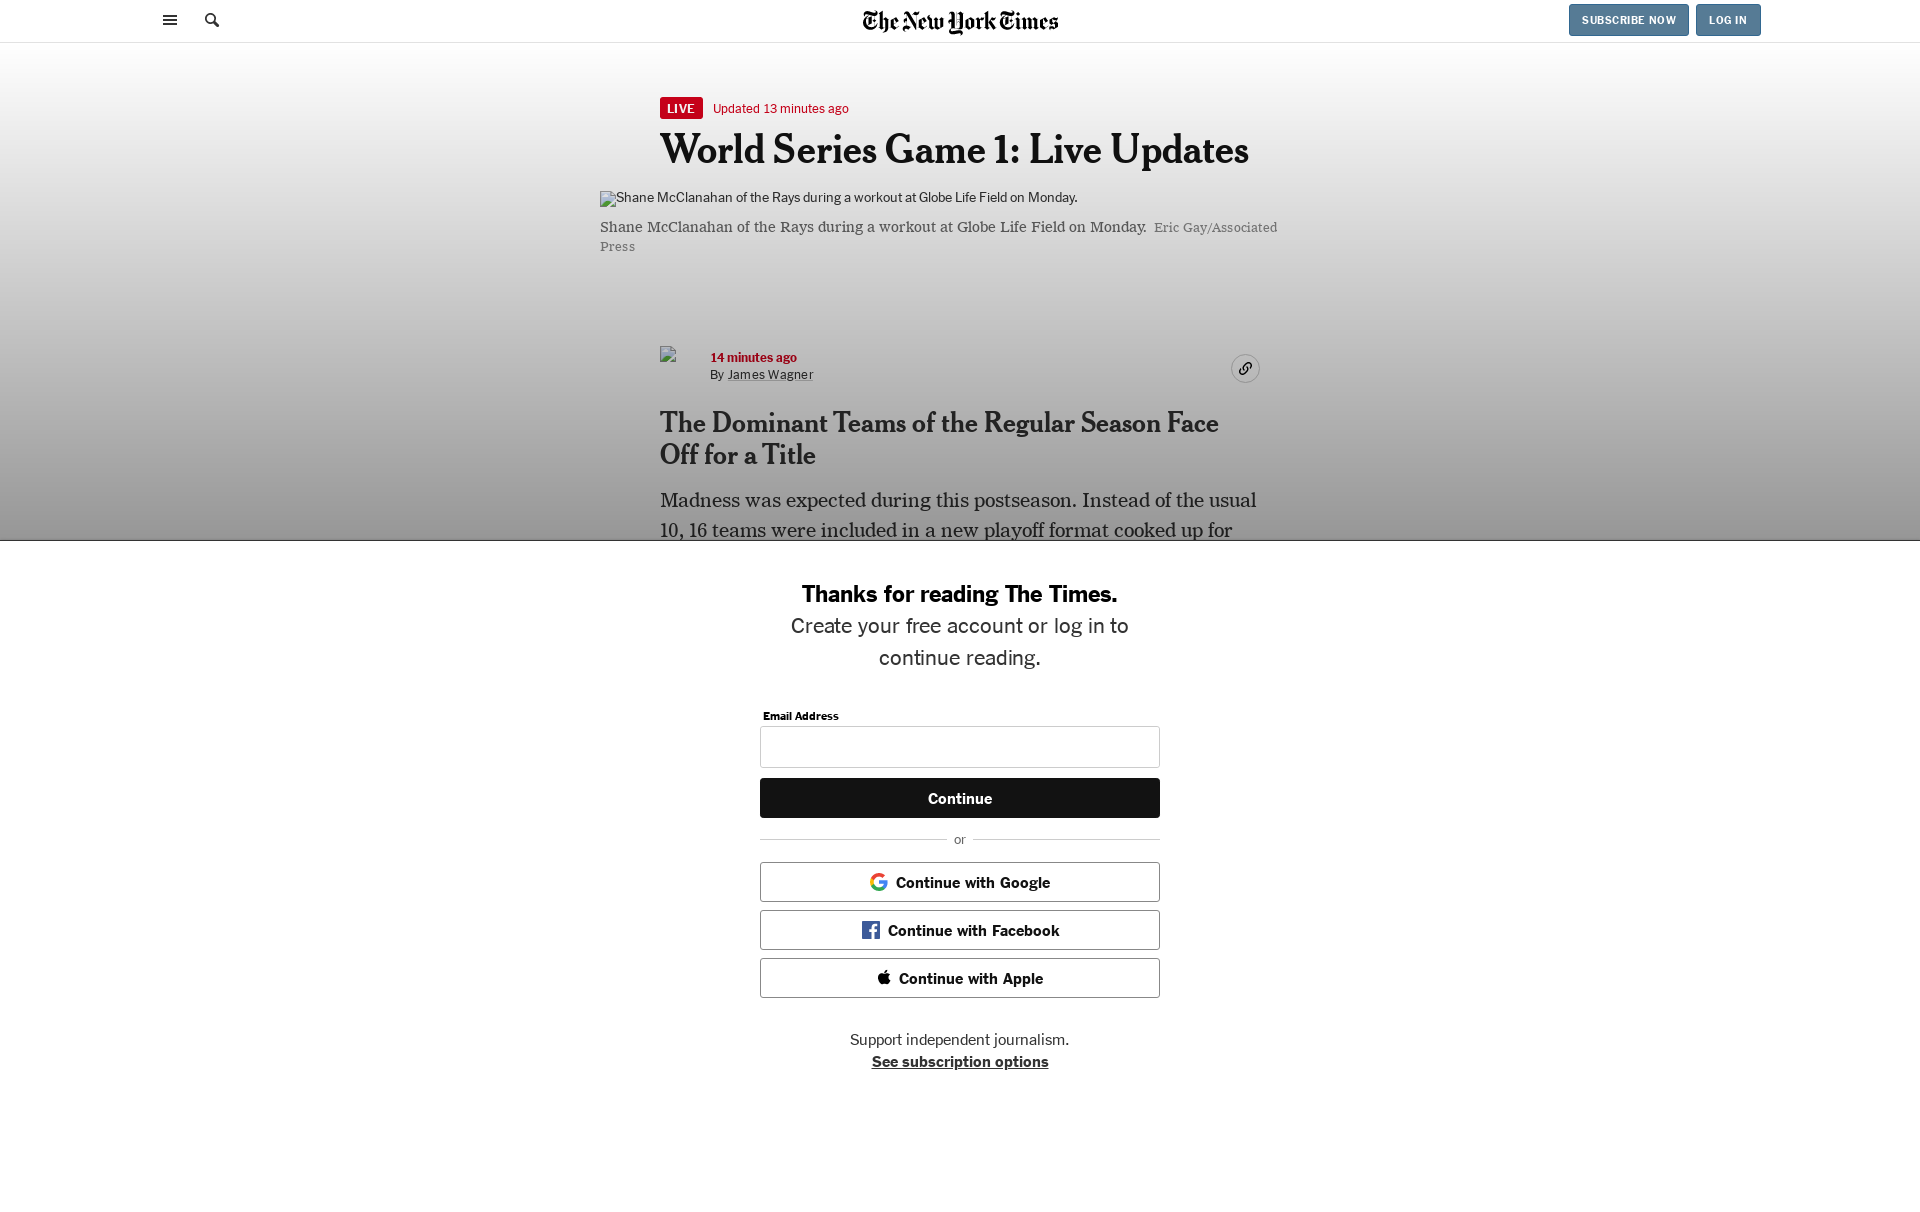 The New York Times
SUBSCRIBE NOW
LOG IN
LIVE
Updated 13 minutes ago
World Series Game 1: Live Updates
Shane McClanahan of the Rays during a workout at Globe Life Field on Monday.
Shane McClanahan of the Rays during a workout at Globe Life Field on Monday. Eric Gay/Associated
Press
14 minutes ago
By James Wagner
The Dominant Teams of the Regular Season Face
Off for a Title
Madness was expected during this postseason. Instead of the usual
10, 16 teams were included in a new playoff format cooked up for
Thanks for reading The Times.
Create your free account or log in to
continue reading.
Email Address
Continue
or
Continue with Google
Continue with Facebook
Continue with Apple
Support independent journalism.
See subscription options